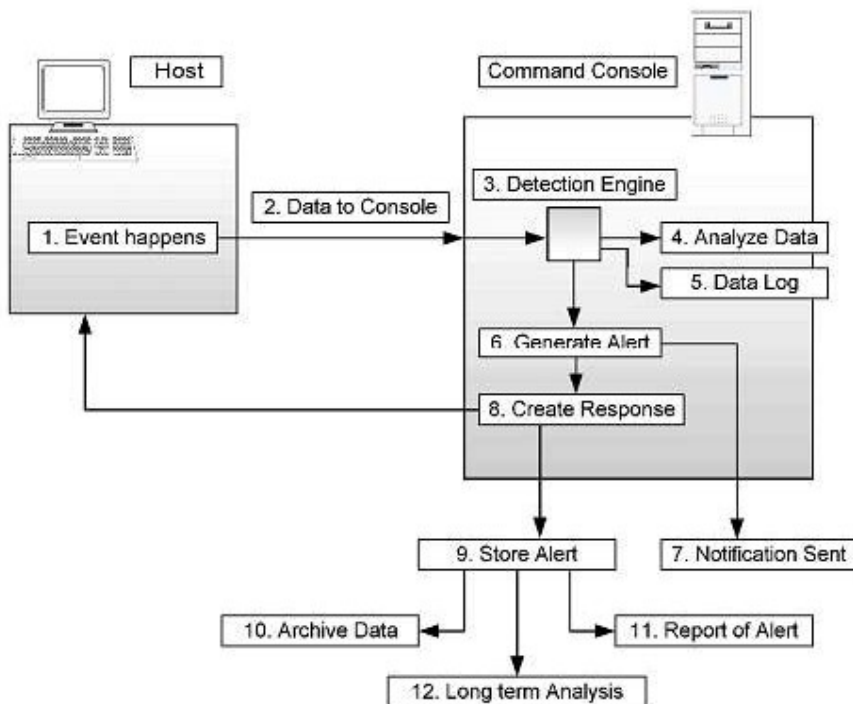 Host
Command Console
1. Event happens
2. Data to Console
3. Detection Engine
4. Analyze Data
5. Data Log
6. Generate Alert
8. Create Response
9. Store Alert
7. Notification Sent
10. Archive Data
11. Report of Alert
12. Long term Analysis